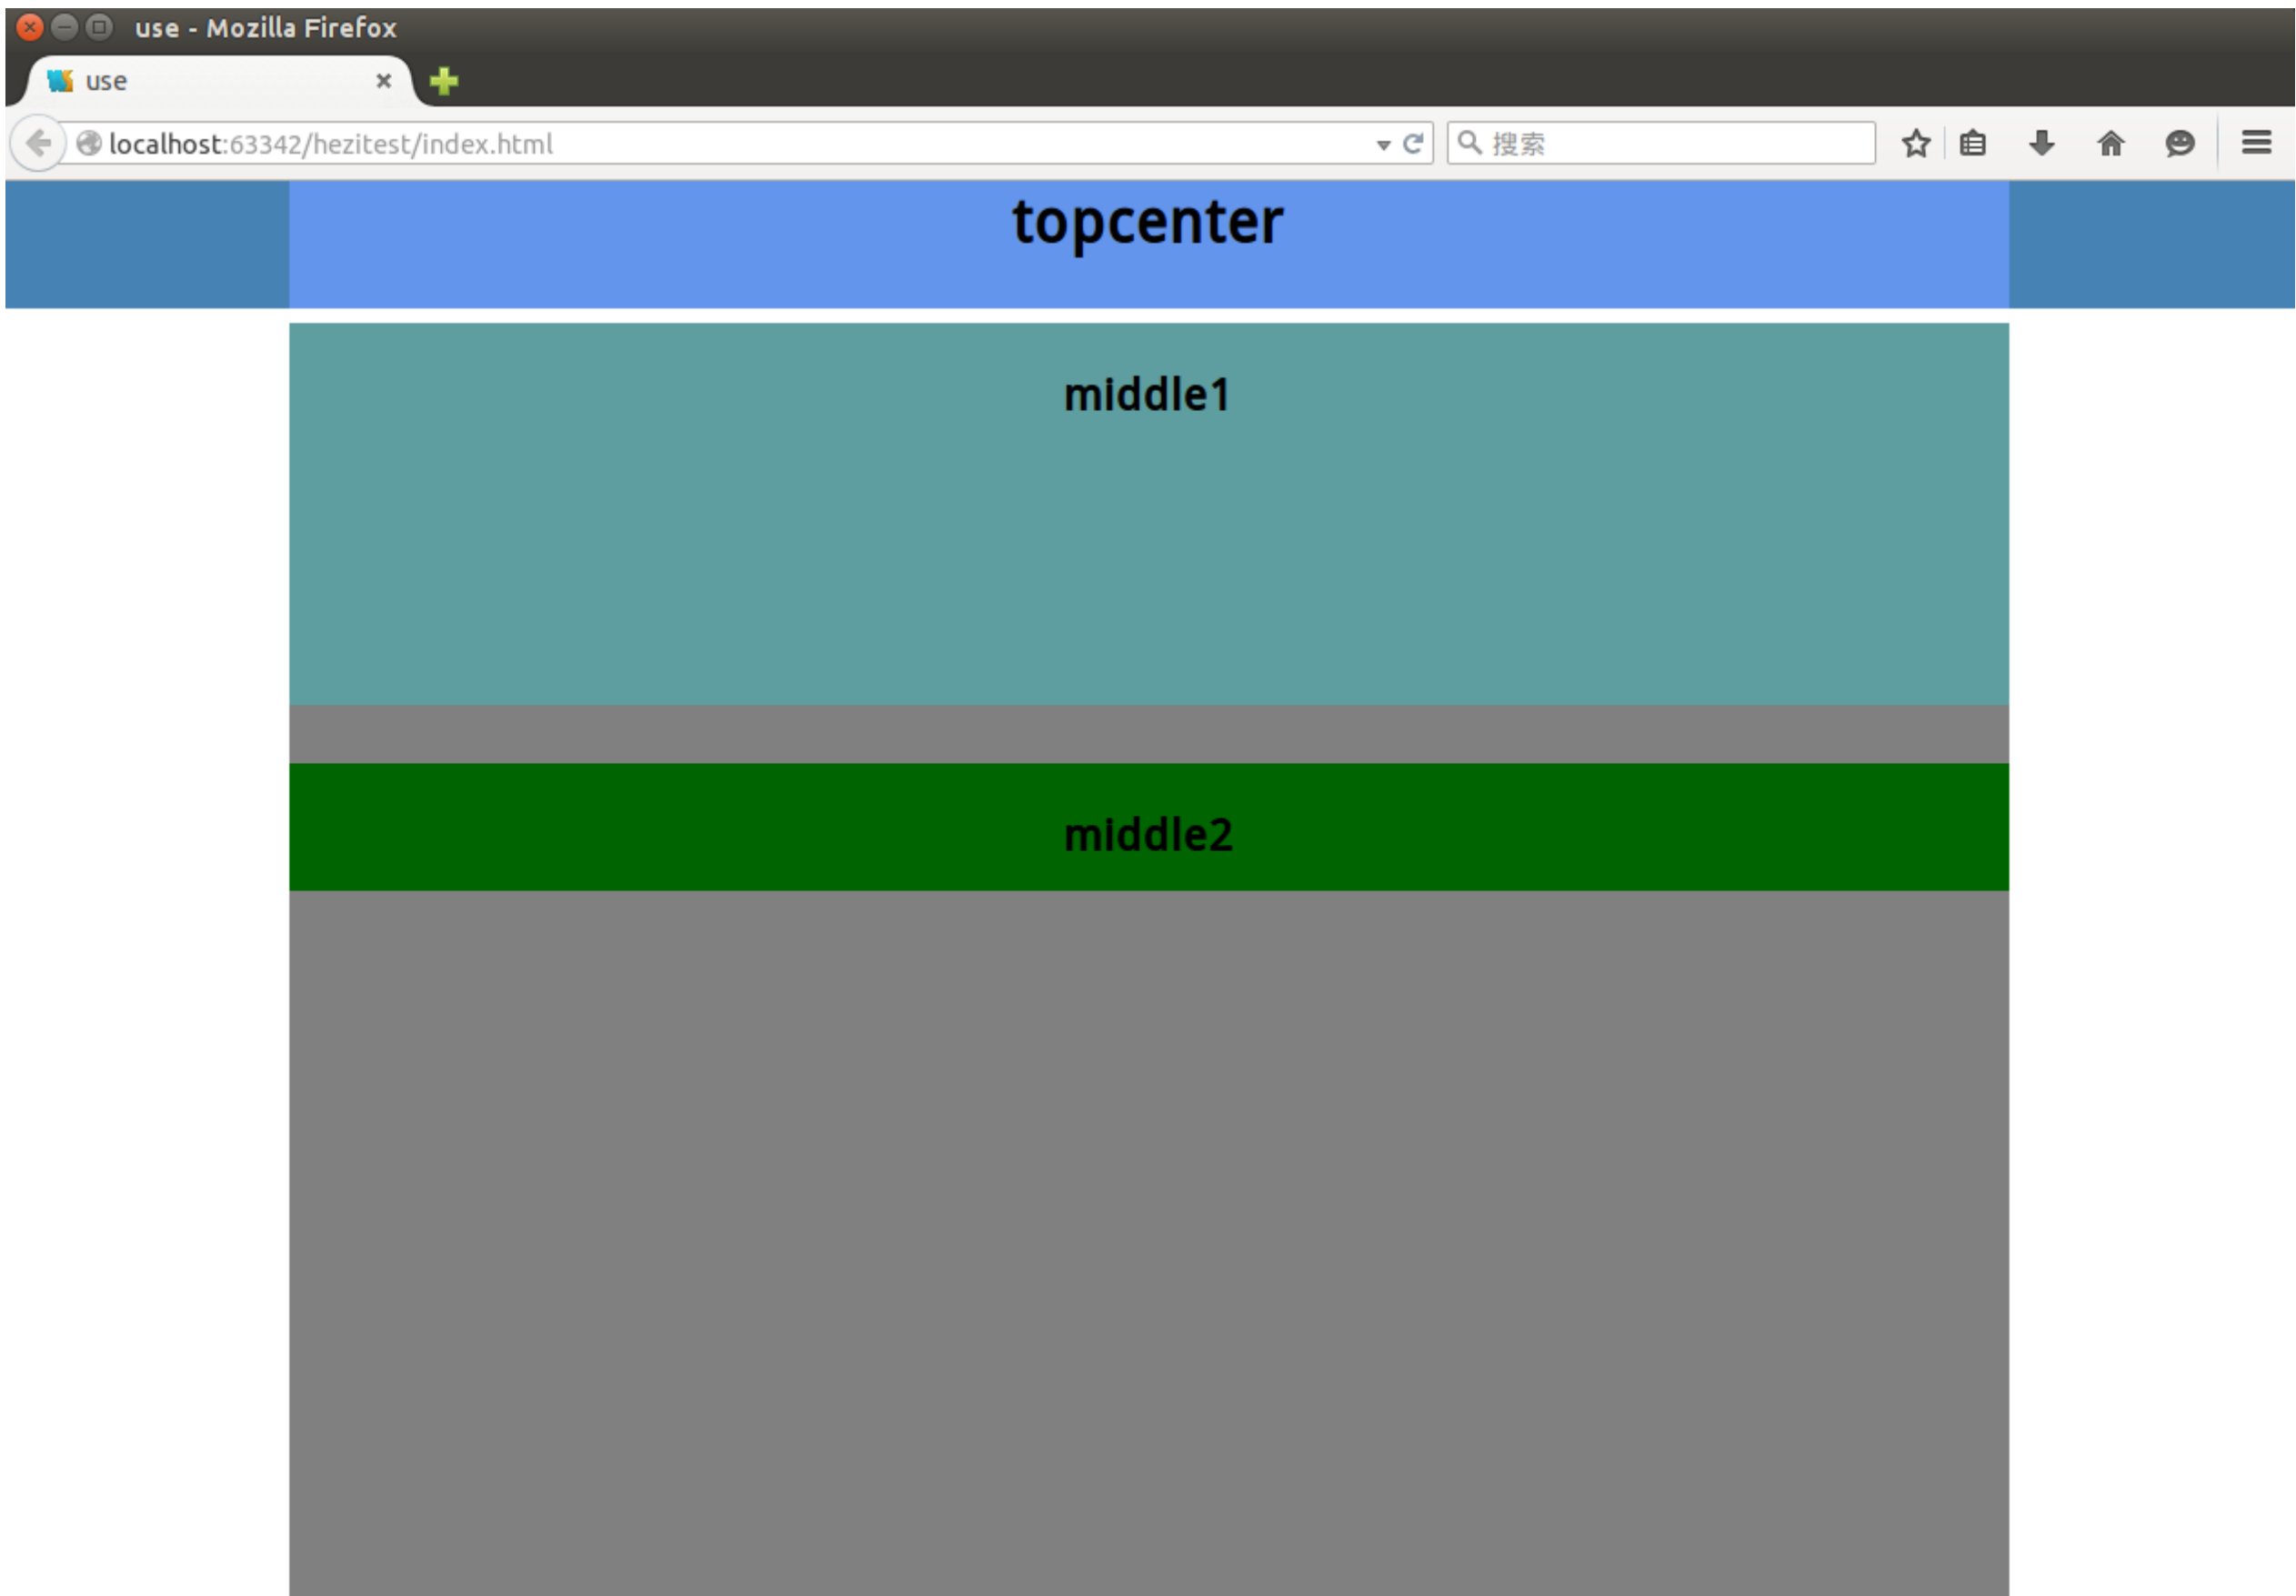 use - Mozilla Firefox
use
localhost:63342/hezitest/index.html
搜索
topcenter
middle1
middle2